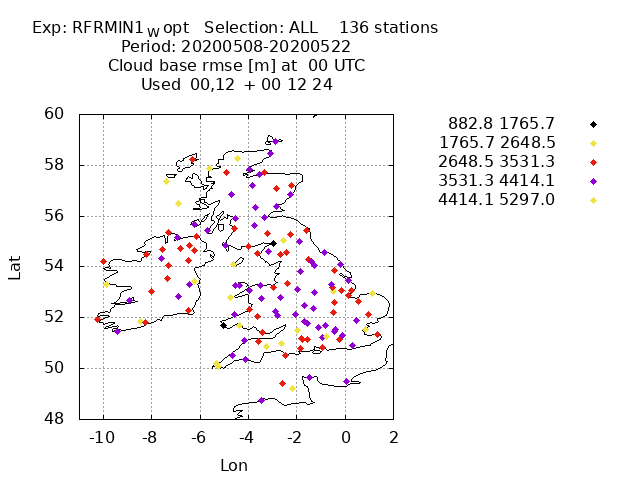 Exp: RFRMIN1 W opt Selection: ALL 136 stations
Period: 20200508-20200522
Cloud base rmse [m] at 00 UTC
Used 00,12 + 00 12 24
882.8 1765.7
1765.7 2648.5
2648.5 3531.3
3531.3 4414.1
4414.1 5297.0
60
58
56
54
52
50
48
Lat
-10 -8 -6 -4 -2 0 2
Lon